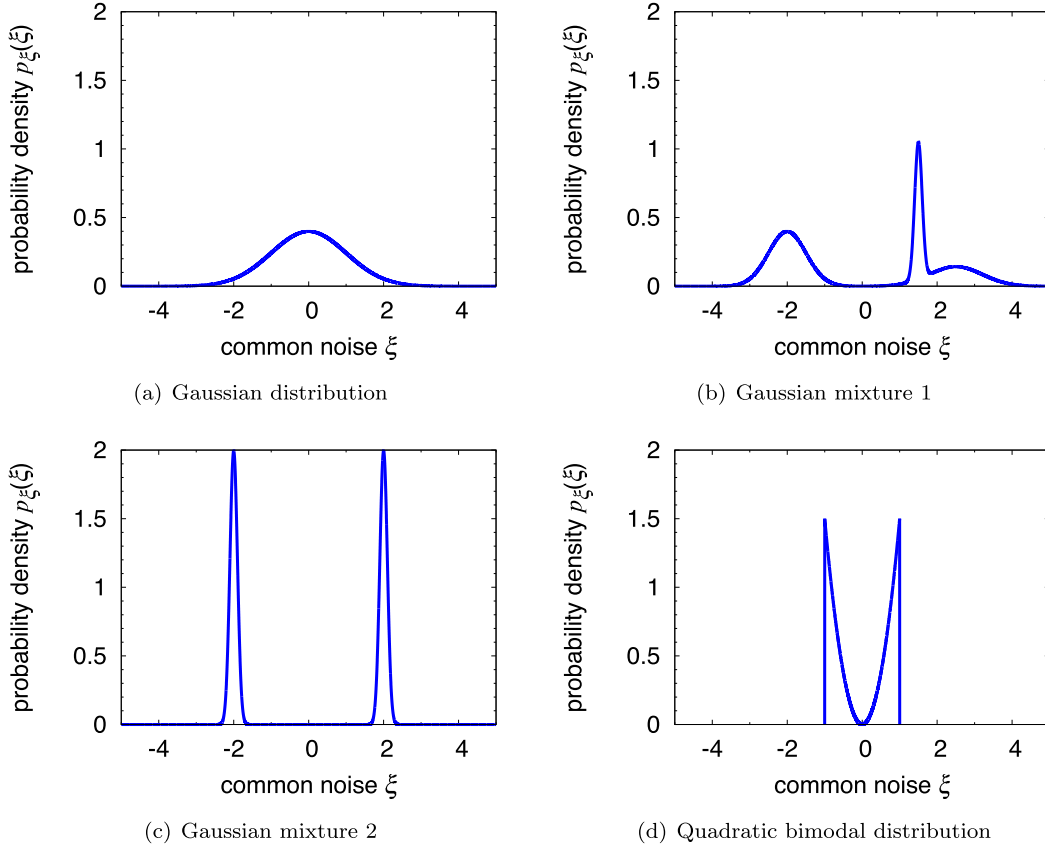 2
1.5
1
0.5
0
-4 -2 0 2 4
probability density pξ(ξ)
common noise ξ
(a) Gaussian distribution
2
1.5
1
0.5
0
-4 -2 0 2 4
probability density pξ(ξ)
common noise ξ
(b) Gaussian mixture 1
2
1.5
1
0.5
0
-4 -2 0 2 4
probability density pξ(ξ)
common noise ξ
(c) Gaussian mixture 2
2
1.5
1
0.5
0
-4 -2 0 2 4
probability density pξ(ξ)
common noise ξ
(d) Quadratic bimodal distribution